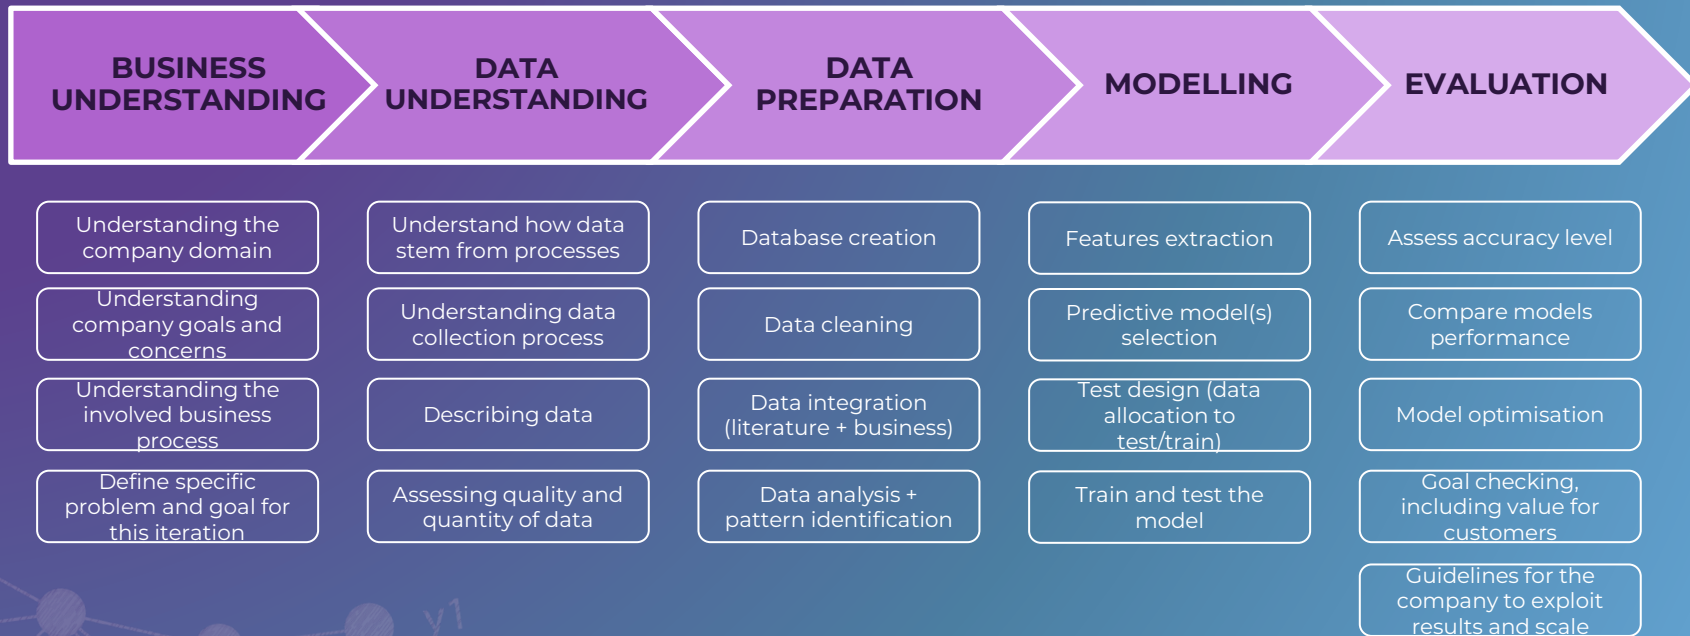 BUSINESS
UNDERSTANDING
DATA
UNDERSTANDING
DATA
PREPARATION
MODELLING
EVALUATION
Understanding the
company domain
Understanding
company goals and
concerns
Understanding the
involved business
process
Define specific
problem and goal for
this iteration
Understand how data
stem from processes
Understanding data
collection process
Describing data
Assessing quality and
quantity of data
Database creation
Data cleaning
Data integration
(literature + business)
Data analysis +
pattern identification
Features extraction
Predictive model(s)
selection
Test design (data
allocation to
test/train)
Train and test the
model
Assess accuracy level
Compare models
performance
Model optimisation
Goal checking,
including value for
customers
Guidelines for the
company to exploit
results and scale
v1